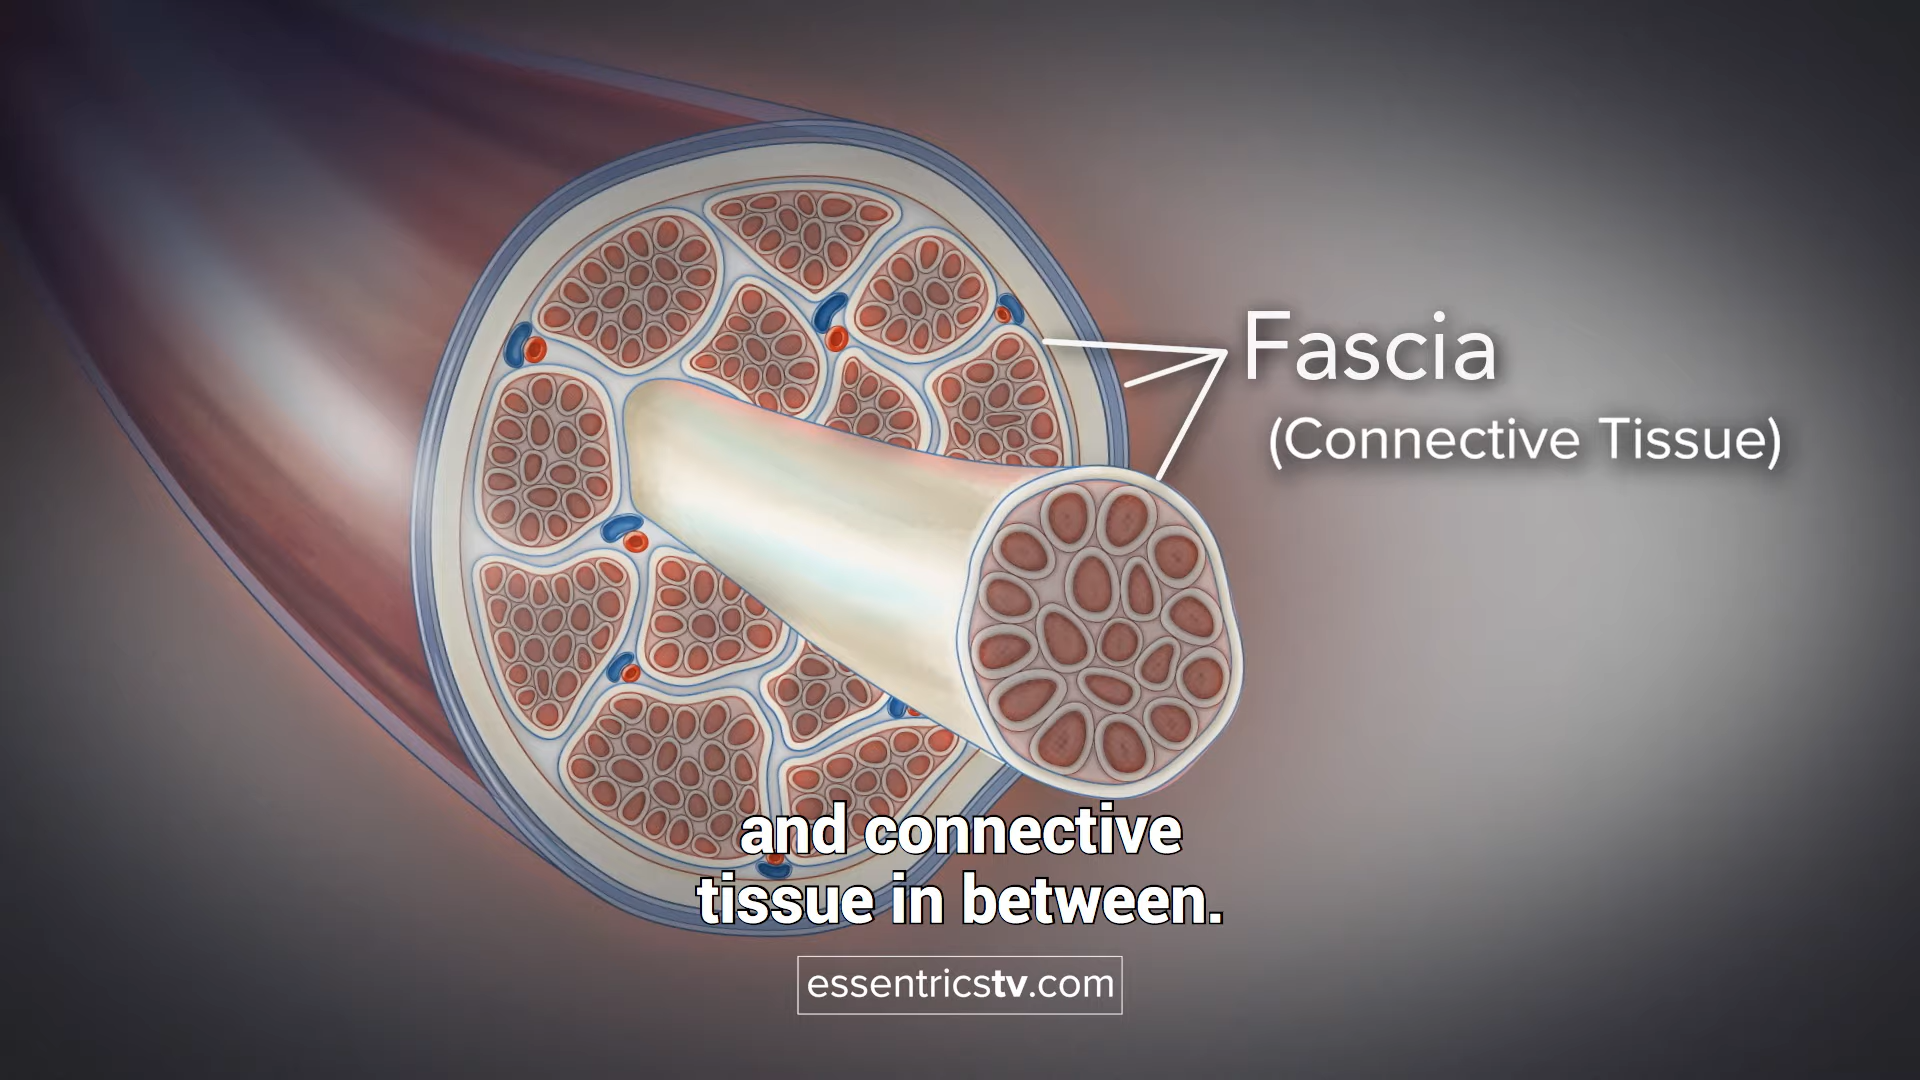 Fascia
(Connective Tissue)
and connective
tissue in between.
essentricstv.com